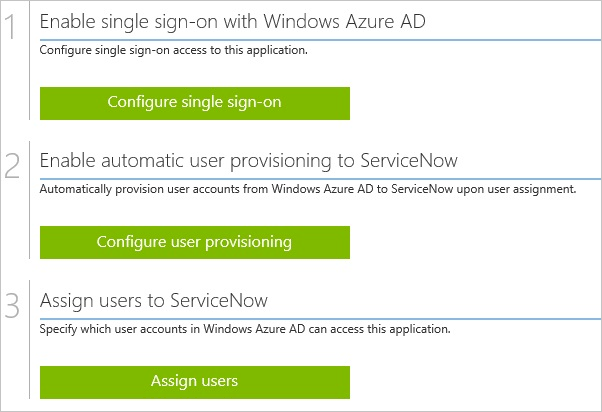 1
Enable single sign-on with Windows Azure AD
Configure single sign-on access to this application.
Configure single sign-on
2
Enable automatic user provisioning to ServiceNow
Automatically provision user accounts from Windows Azure AD to ServiceNow upon user assignment.
Configure user provisioning
3
Assign users to ServiceNow
Specify which user accounts in Windows Azure AD can access this application.
Assign users